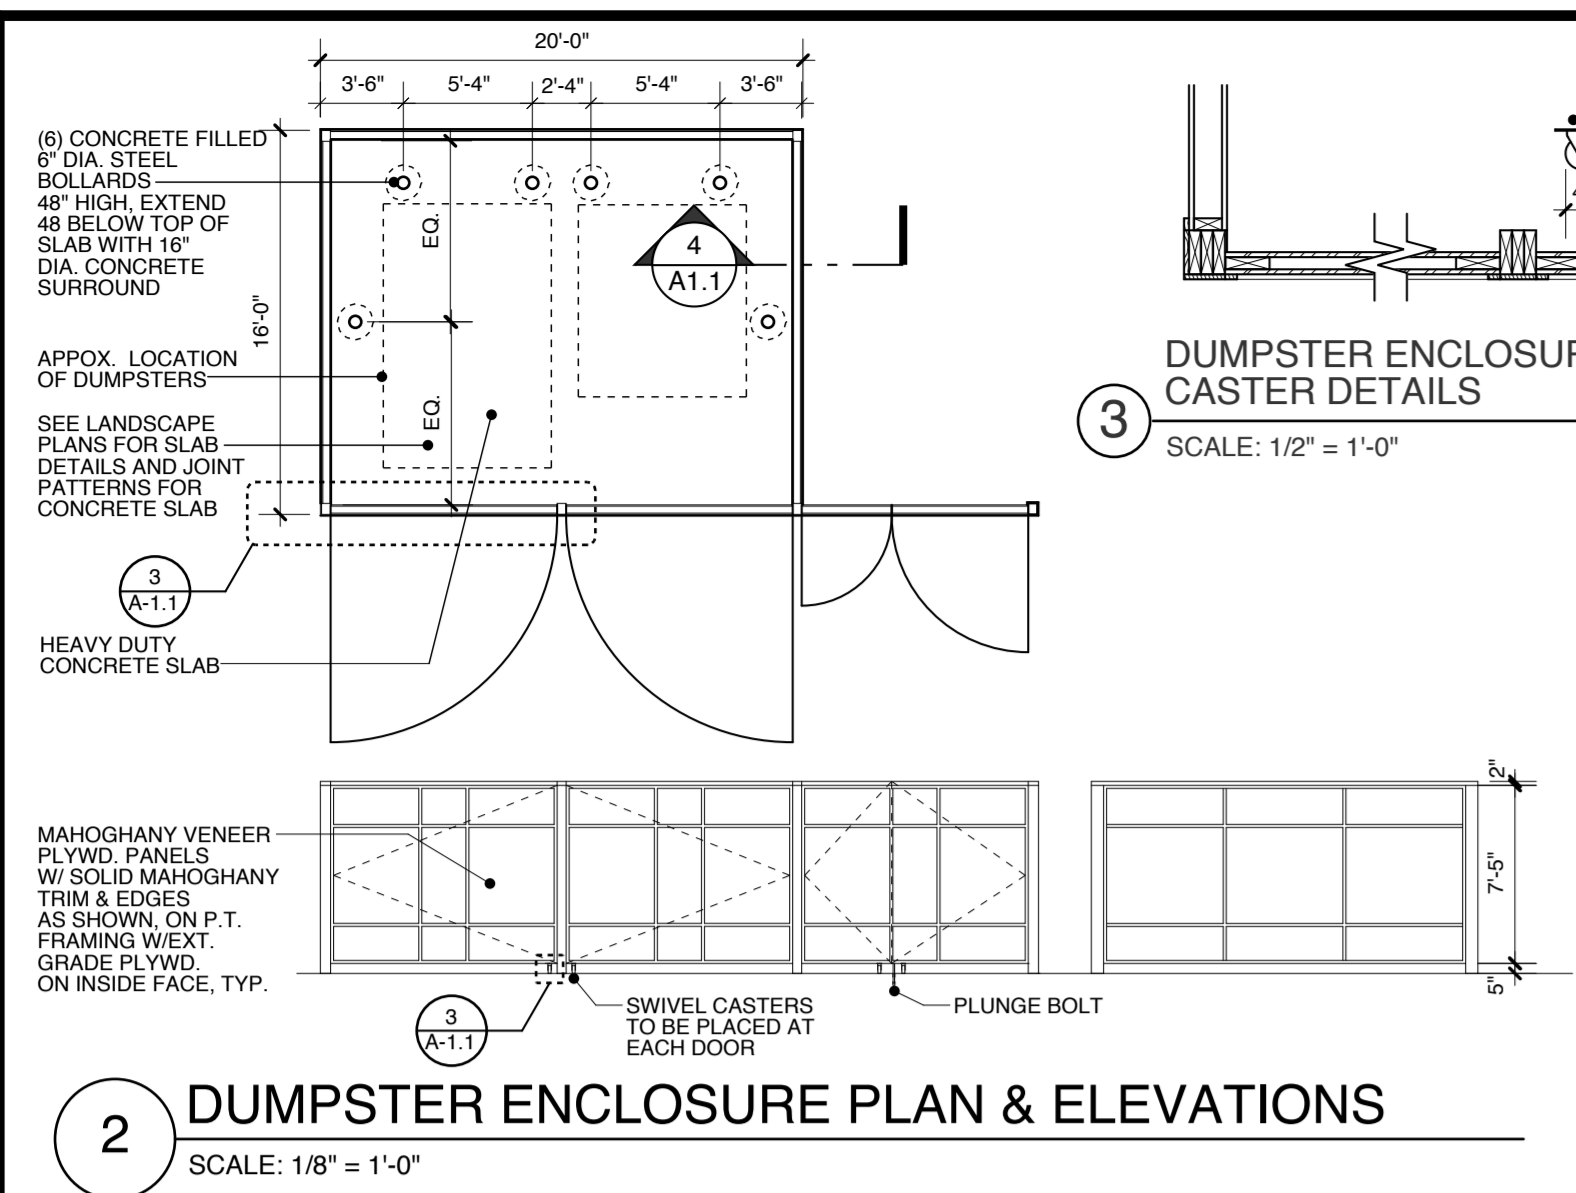 20'-0"
3'-6" 5'-4" 2'-4" 5'-4" 3'-6"
(6) CONCRETE FILLED
6" DIA. STEEL
BOLLARDS
48" HIGH, EXTEND
48 BELOW TOP OF
SLAB WITH 16"
DIA. CONCRETE
SURROUND
16'-0"
EQ.
EQ.
4
A1.1
APPOX. LOCATION
OF DUMPSTERS
SEE LANDSCAPE
PLANS FOR SLAB
DETAILS AND JOINT
PATTERNS FOR
CONCRETE SLAB
3
A-1.1
HEAVY DUTY
CONCRETE SLAB
3
DUMPSTER ENCLOSUR
CASTER DETAILS
SCALE: 1/2" = 1'-0"
MAHOGHANY VENEER
PLYWD. PANELS
W/ SOLID MAHOGHANY
TRIM & EDGES
AS SHOWN, ON P.T.
FRAMING W/EXT.
GRADE PLYWD.
ON INSIDE FACE, TYP.
2"
7'-5"
5"
3
A-1.1
SWIVEL CASTERS
TO BE PLACED AT
EACH DOOR
PLUNGE BOLT
2
DUMPSTER ENCLOSURE PLAN & ELEVATIONS
SCALE: 1/8" = 1'-0"